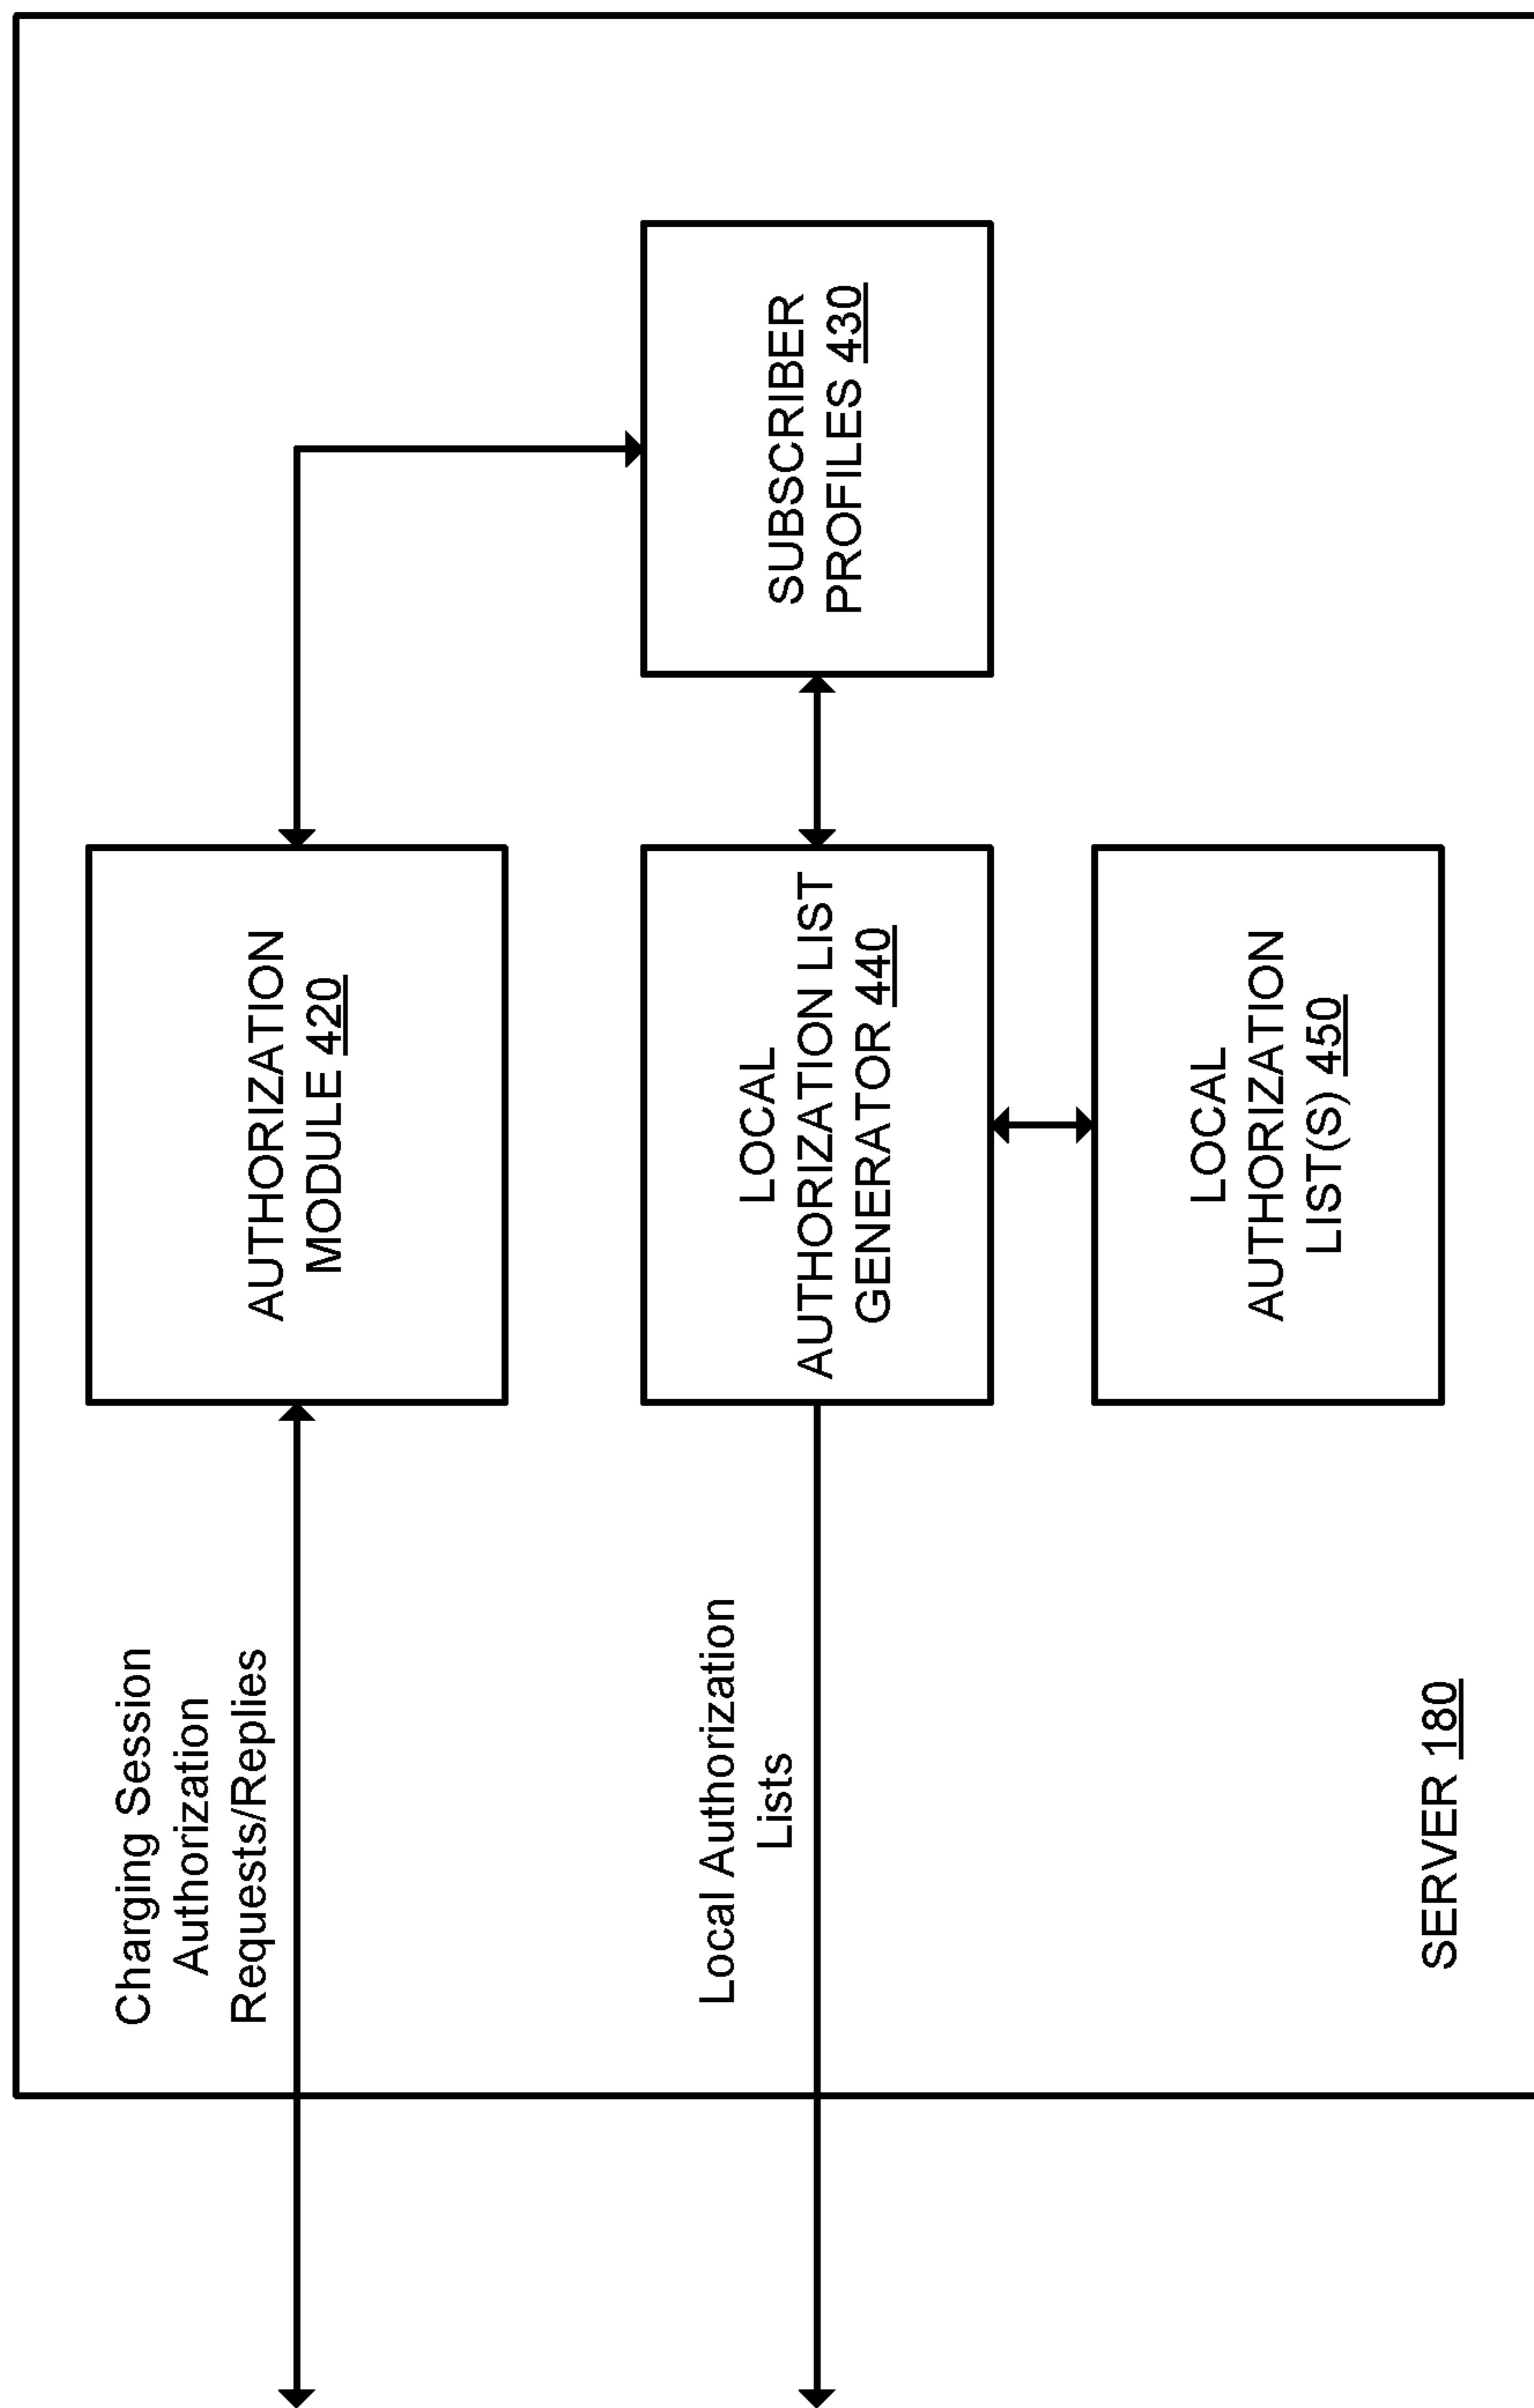 Charging Session
Authorization
Requests/Replies
AUTHORIZATION
MODULE 420
SUBSCRIBER
PROFILES 430
Local Authorization
Lists
LOCAL
AUTHORIZATION LIST
GENERATOR 440
LOCAL
AUTHORIZATION
LIST(S) 450
SERVER 180